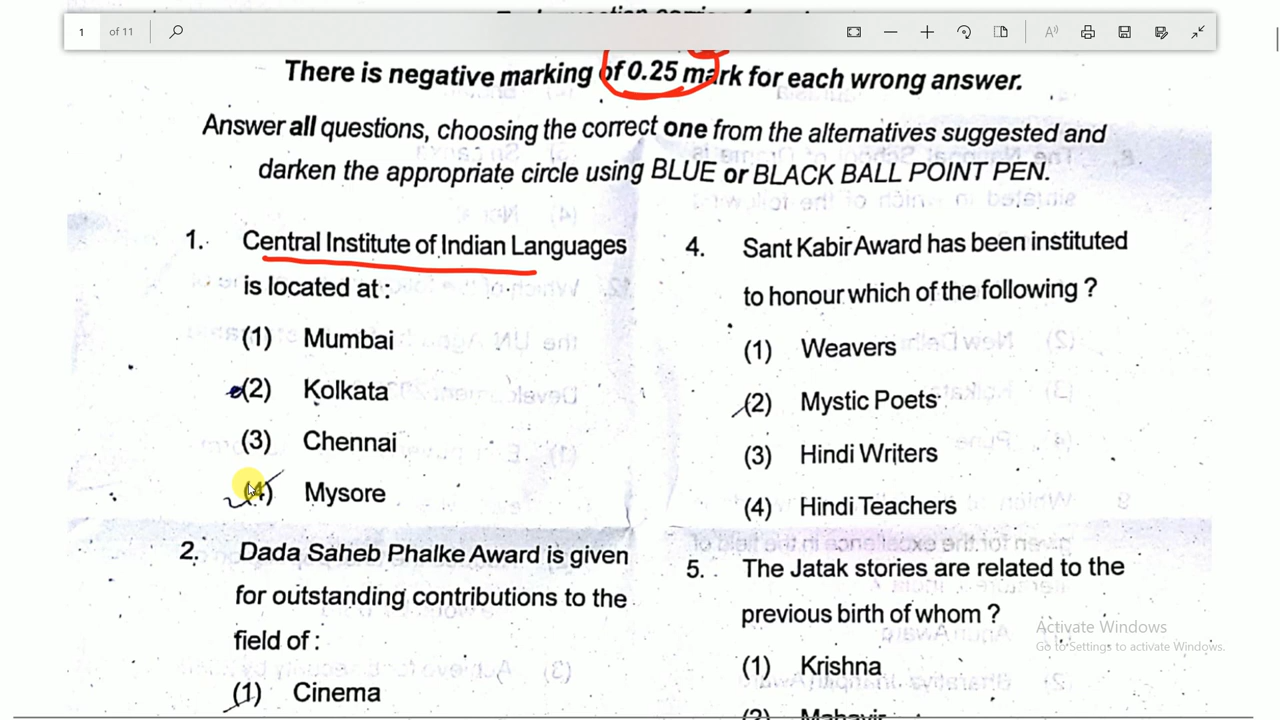 1 of 11
There is negative marking of 0.25 mark for each wrong answer.
Answer all questions, choosing the correct one from the alternatives suggested and
darken the appropriate circle using BLUE or BLACK BALL POINT PEN.
1. Central Institute of Indian Languages
is located at :
(1) Mumbai
(2) Kolkata
(3) Chennai
(4) Mysore
2. Dada Saheb Phalke Award is given
for outstanding contributions to the
field of :
(1) Cinema
4. Sant Kabir Award has been instituted
to honour which of the following ?
(1) Weavers
(2) Mystic Poets
(3) Hindi Writers
(4) Hindi Teachers
5. The Jatak stories are related to the
previous birth of whom ?
(1) Krishna
Activate Windows
Go to Settings to activate Windows.